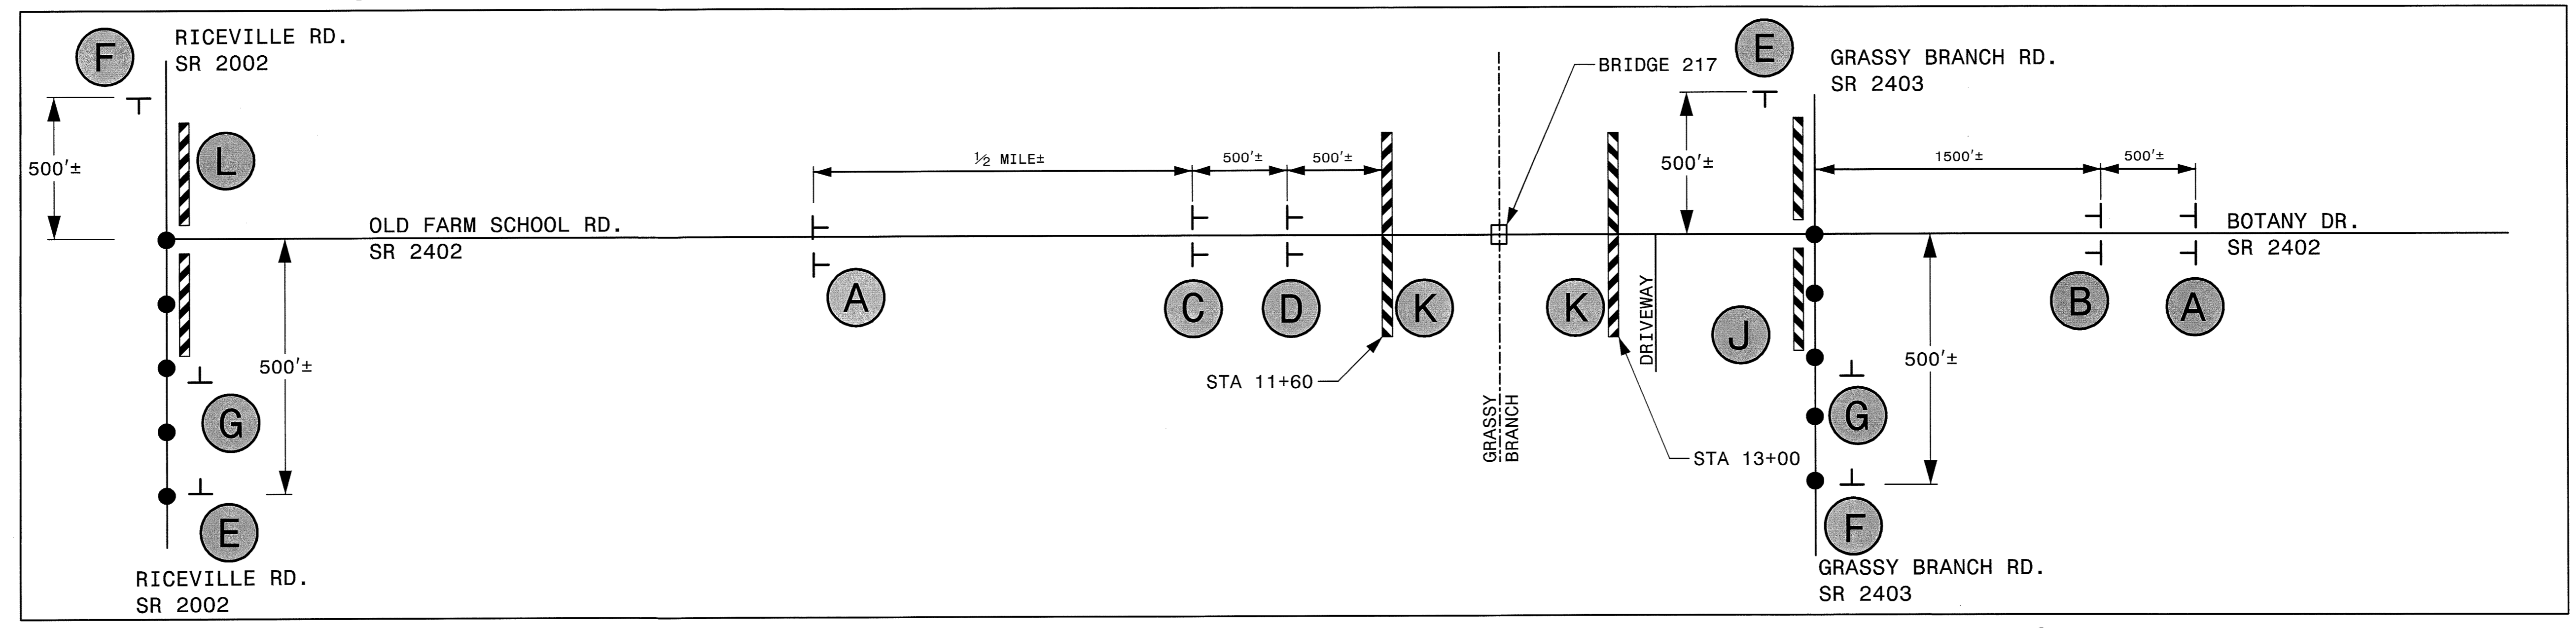 F
RICEVILLE RD.
SR 2002
500'±
L
OLD FARM SCHOOL RD.
SR 2402
500'±
G
E
RICEVILLE RD.
SR 2002
½ MILE±
500'±
500'±
A
C
D
K
STA 11+60
BRIDGE 217
GRASSY
BRANCH
K
DRIVEWAY
STA 13+00
E
500'±
GRASSY BRANCH RD.
SR 2403
J
1500'±
500'±
B
A
BOTANY DR.
SR 2402
500'±
G
F
GRASSY BRANCH RD.
SR 2403